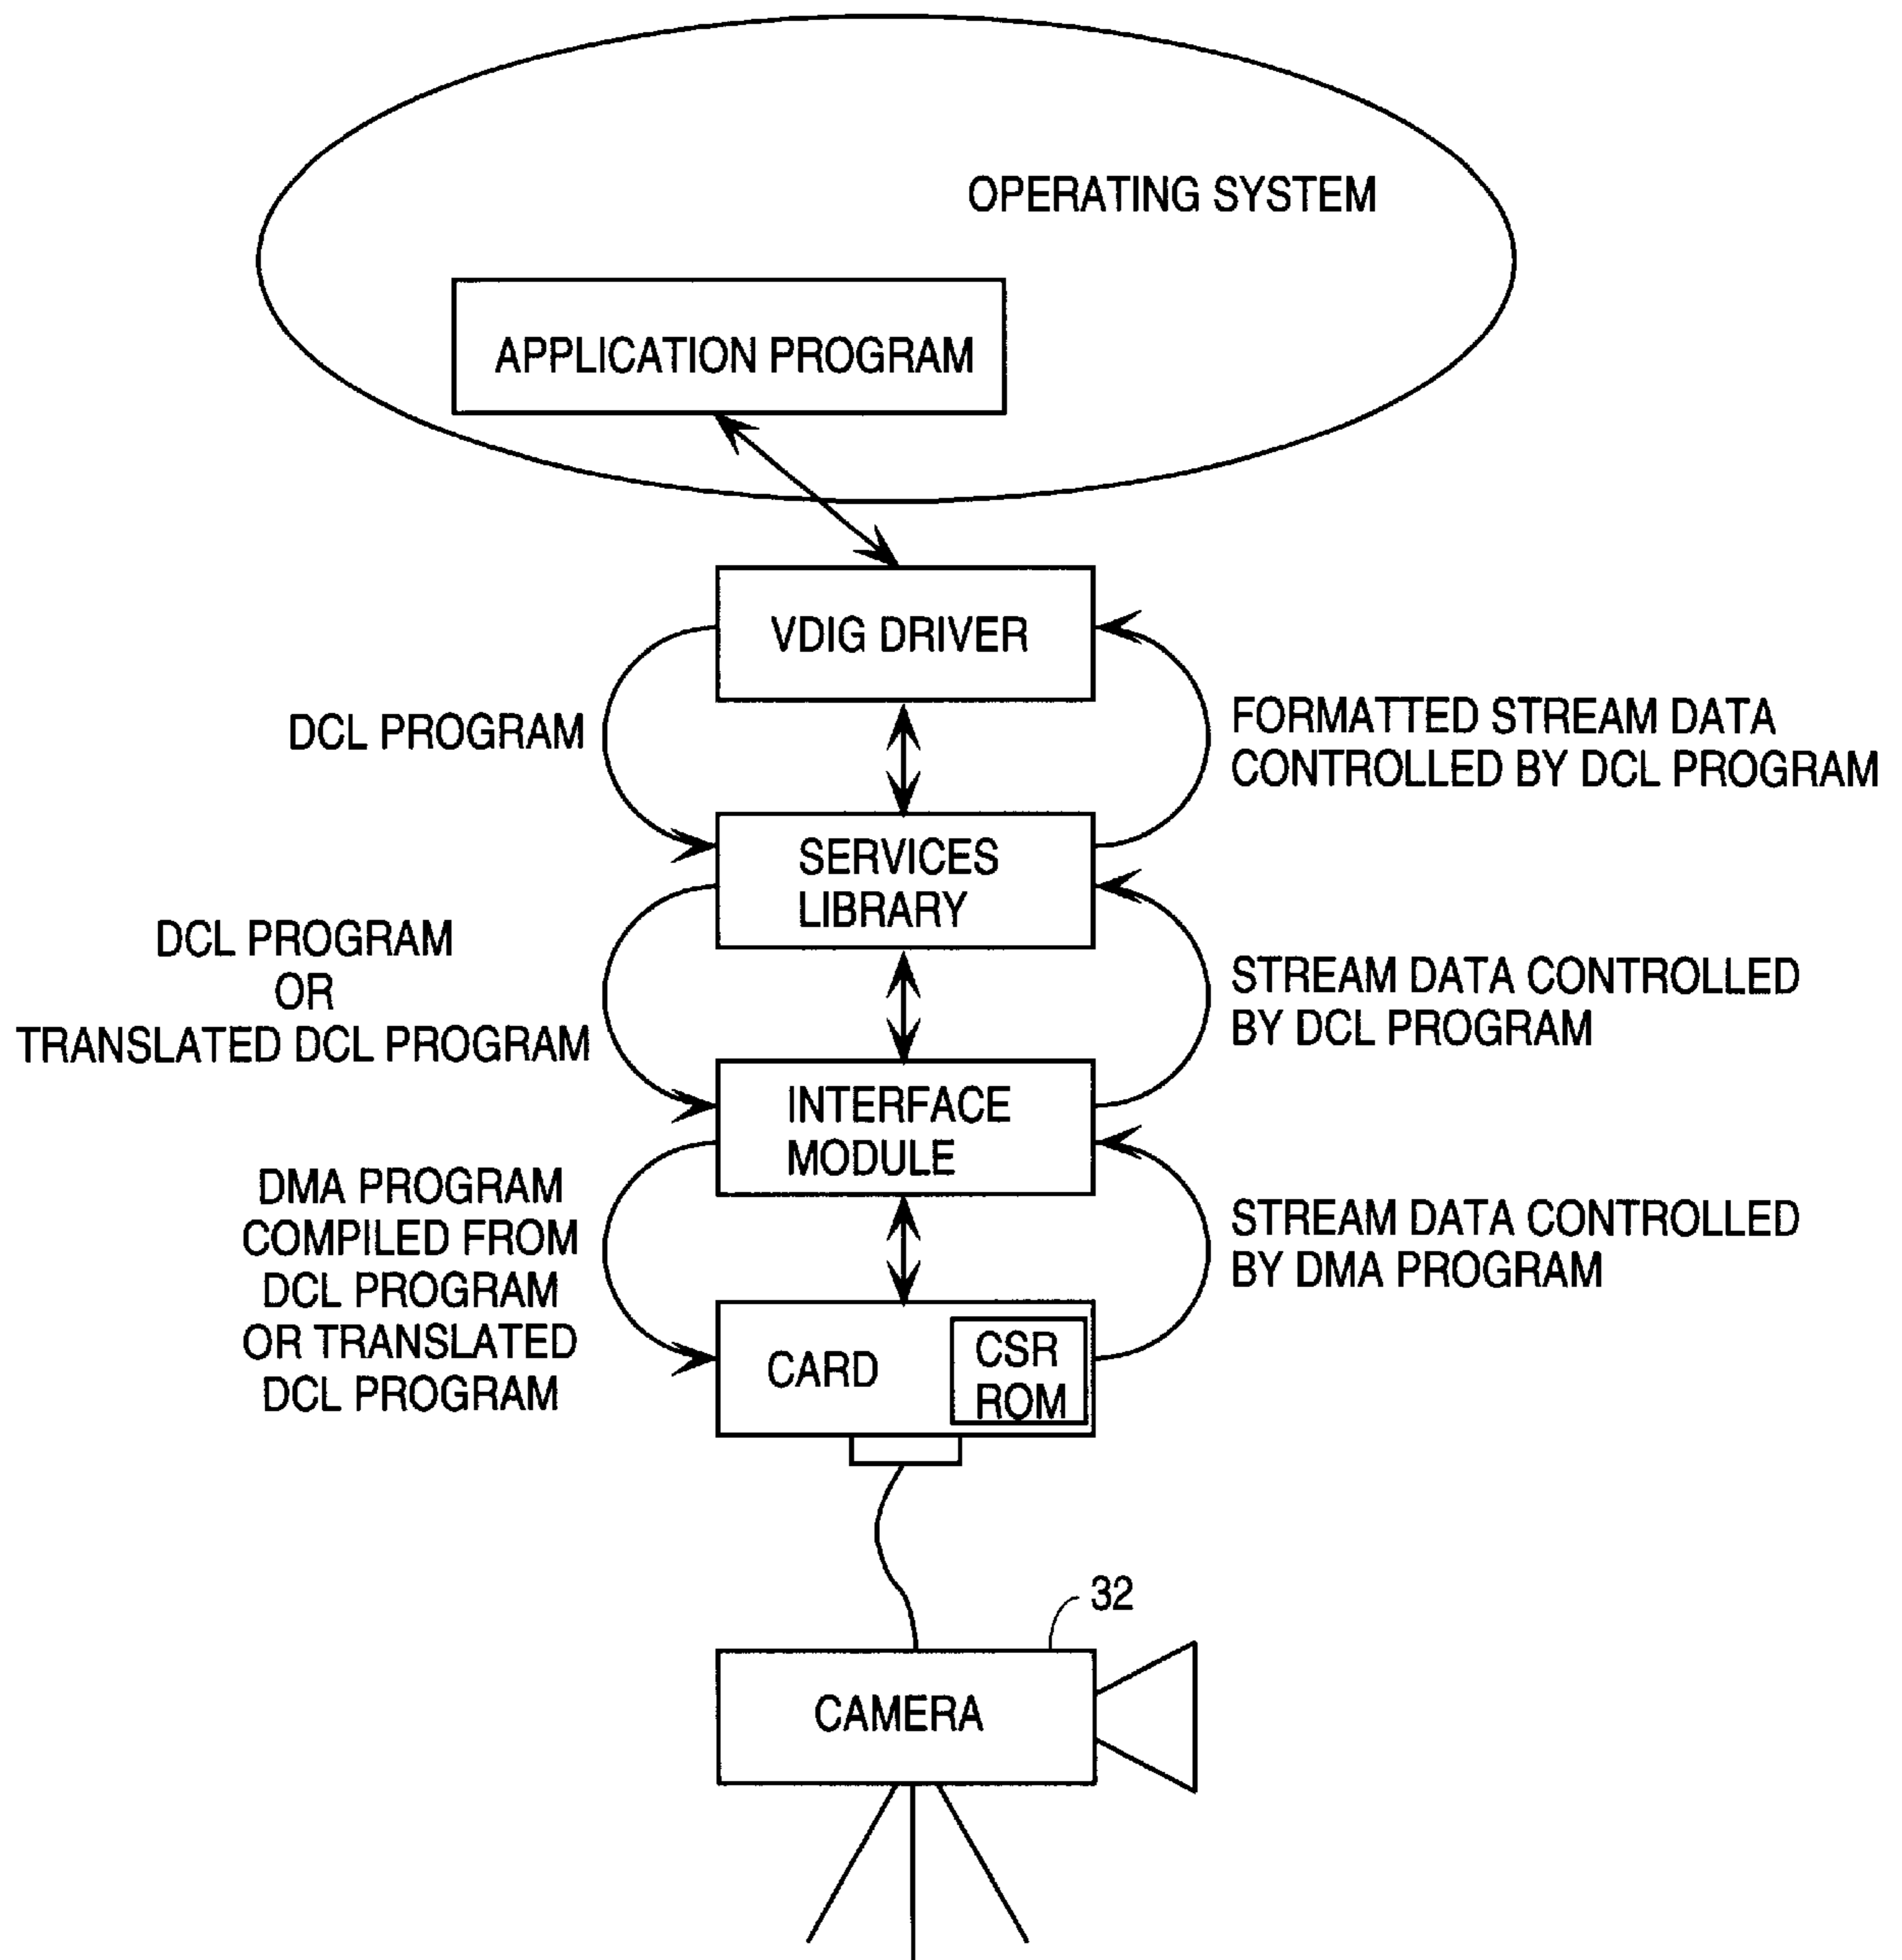 OPERATING SYSTEM
APPLICATION PROGRAM
VDIG DRIVER
DCL PROGRAM
FORMATTED STREAM DATA
CONTROLLED BY DCL PROGRAM
SERVICES
LIBRARY
DCL PROGRAM
OR
TRANSLATED DCL PROGRAM
STREAM DATA CONTROLLED
BY DCL PROGRAM
INTERFACE
MODULE
DMA PROGRAM
COMPILED FROM
DCL PROGRAM
OR TRANSLATED
DCL PROGRAM
STREAM DATA CONTROLLED
BY DMA PROGRAM
CARD
CSR
ROM
32
CAMERA